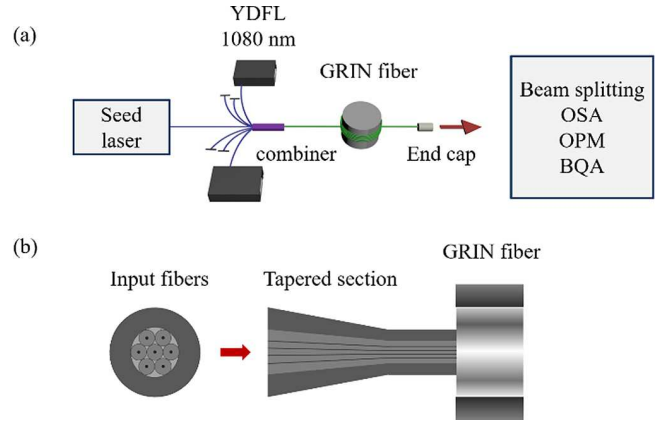 (a)
YDFL
1080 nm
GRIN fiber
Seed
laser
combiner
End cap
Beam splitting
OSA
OPM
BQA
(b)
Input fibers
Tapered section
GRIN fiber